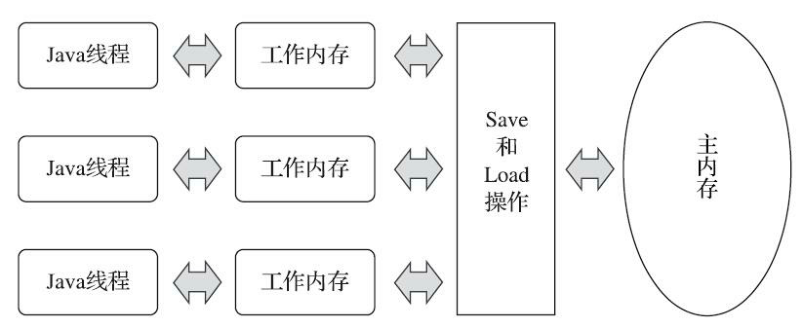 Java线程
工作内存
Java线程
工作内存
Java线程
工作内存
Save
和
Load
操作
主
内
存